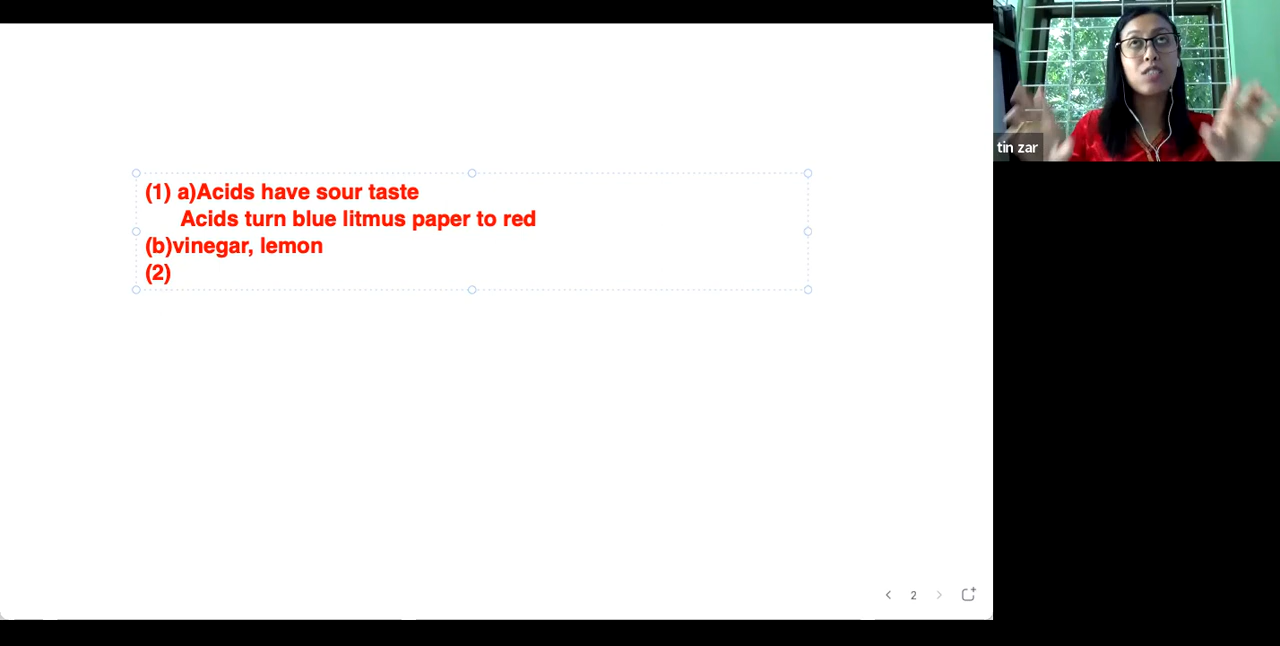 (1) a)Acids have sour taste
Acids turn blue litmus paper to red
(b)vinegar, lemon
(2)
tin zar
2